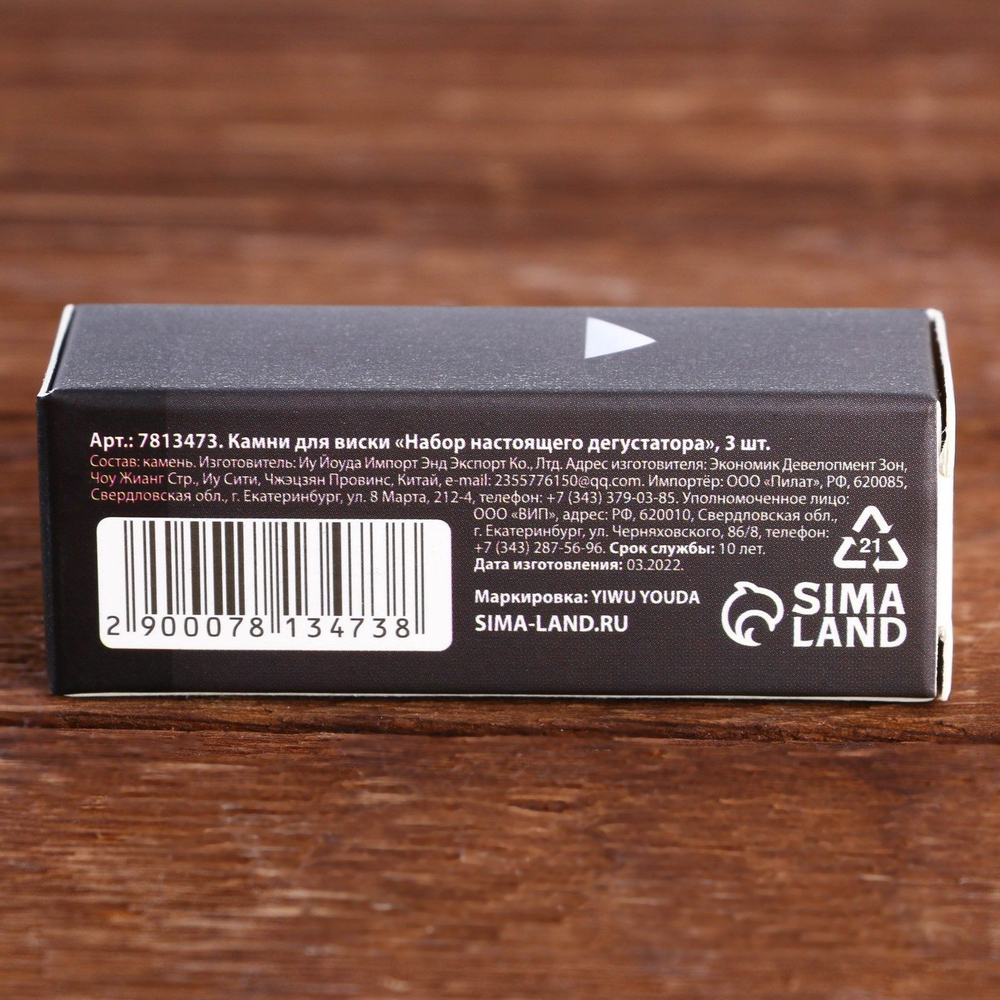 Арт.: 7813473. Камни для виски «Набор настоящего дегустатора», 3 шт.
Состав: камень. Изготовитель: Иу Йоуда Импорт Энд Экспорт Ко., Лтд. Адрес изготовителя: Экономик Девелопмент Зон,
Чоу Жианг Стр., Иу Сити, Чжэцзян Провинс, Китай, e-mail: 2355776150@qq.com. Импортёр: ООО «Пилат», РФ, 620085,
Свердловская обл., г. Екатеринбург, ул. 8 Марта, 212-4, телефон: +7 (343) 379-03-85. Уполномоченное лицо:
ООО «ВИП», адрес: РФ, 620010, Свердловская обл.,
г. Екатеринбург, ул. Черняховского, 86/8, телефон:
+7 (343) 287-56-96. Срок службы: 10 лет.
Дата изготовления: 03.2022.
21
Маркировка: YIWU YOUDA
SIMA-LAND.RU
SIMA
LAND
2 900078 134738